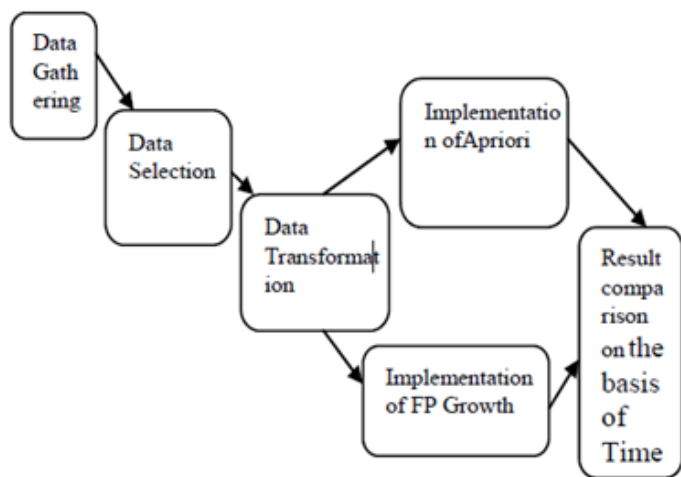 Data
Gath
ering
Data
Selection
Data
Transformat
ion
Implementatio
n ofApriori
Implementation
of FP Growth
Result
compa
rison
on the
basis
of
Time